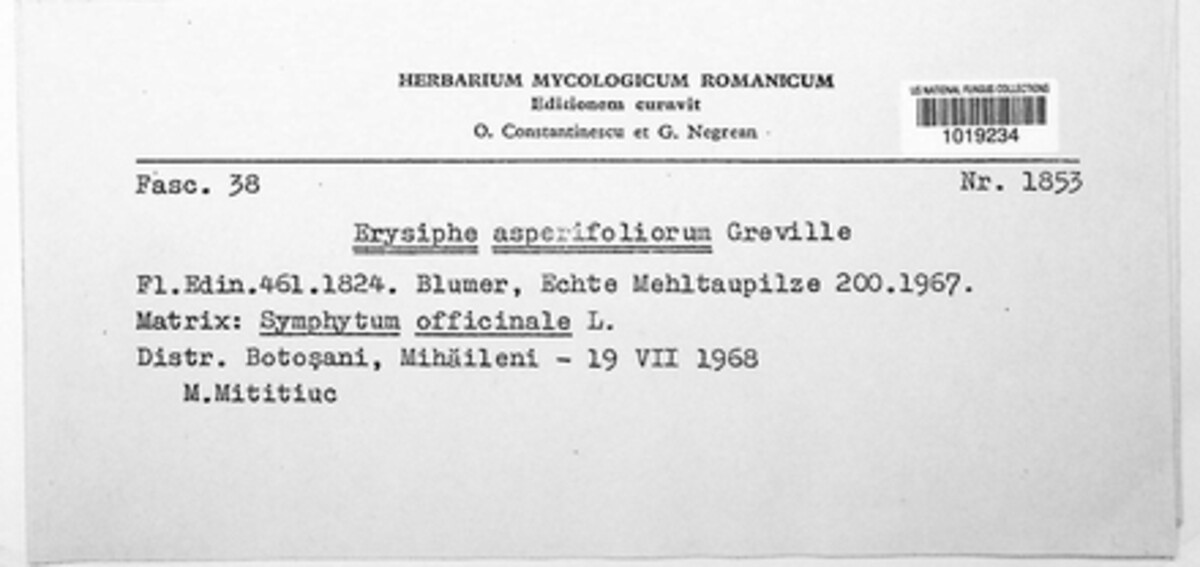 HERBARIUM MYCOLOGICUM ROMANICUM
Editionem curavit
O. Constantinescu et G. Negrean
US NATIONAL FUNGUS COLLECTIONS
1019234
Fasc. 38 Nr. 1853
Erysiphe asperifoliorum Greville
Fl.Edin.461.1824. Blumer, Echte Mehltaupilze 200.1967.
Matrix: Symphytum officinale L.
Distr. Botoşani, Mihăileni - 19 VII 1968
M.Mititiuc